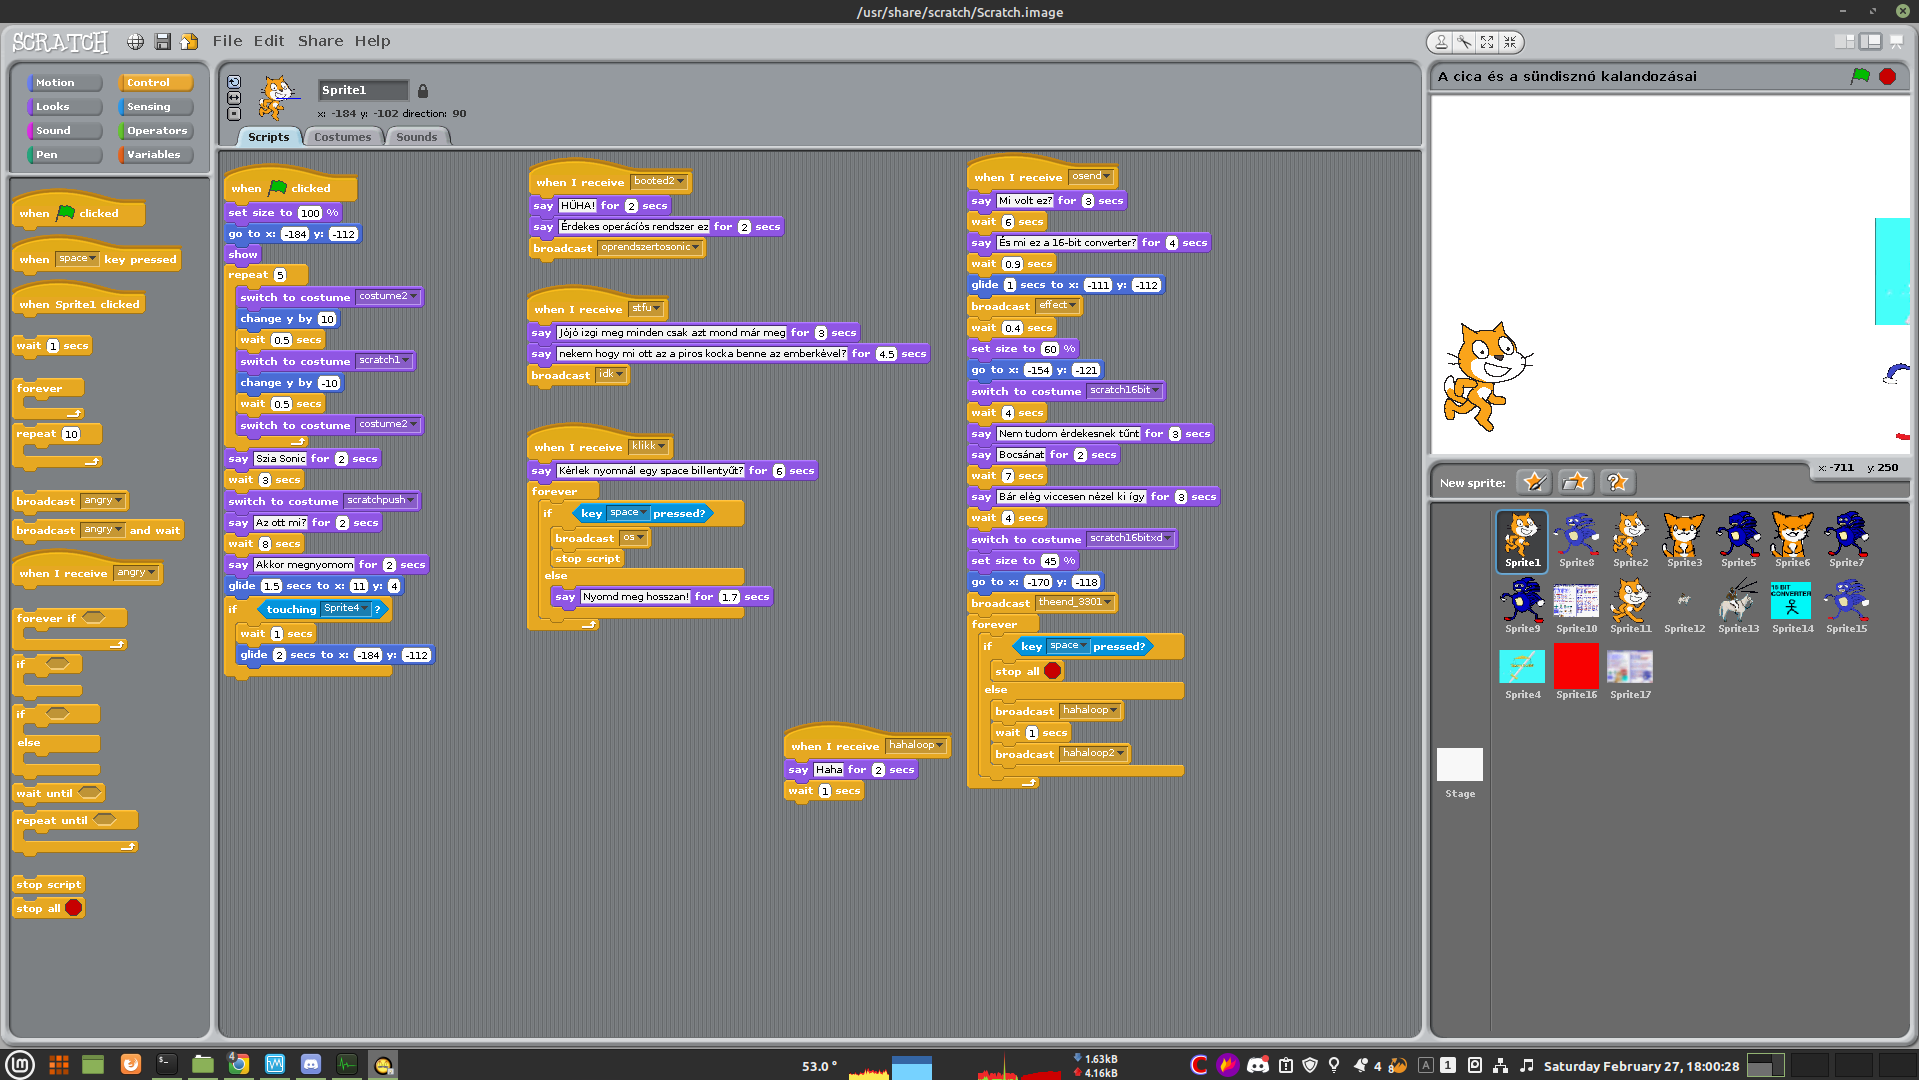 /usr/share/scratch/Scratch.image
SCRATCH File Edit Share Help
Motion Control
Looks Sensing
Sound Operators
Pen Variables
when clicked
when space key pressed
when Sprite1 clicked
wait 1 secs
forever
repeat 10
broadcast angry
broadcast angry and wait
when I receive angry
forever if
if
if
else
wait until
repeat until
stop script
stop all
Sprite1
x: -184 y: -102 direction: 90
Scripts Costumes Sounds
when clicked
set size to 100 %
go to x: -184 y: -112
show
repeat 5
switch to costume costume2
change y by 10
wait 0.5 secs
switch to costume scratch1
change y by -10
wait 0.5 secs
switch to costume costume2
say Szia Sonic for 2 secs
wait 3 secs
switch to costume scratchpush
say Az ott mi? for 2 secs
wait 8 secs
say Akkor megnyomom for 2 secs
glide 1.5 secs to x: 11 y: 4
if touching Sprite4 ?
wait 1 secs
glide 2 secs to x: -184 y: -112
when I receive booted2
say HÚHA! for 2 secs
say Érdekes operációs rendszer ez for 2 secs
broadcast oprendszertosonic
when I receive stfu
say Jójó izgi meg minden csak azt mond már meg for 3 secs
say nekem hogy mi ott az a piros kocka benne az emberkével? for 4.5 secs
broadcast idk
when I receive klikk
say Kérlek nyomnál egy space billentyűt? for 6 secs
forever
if key space pressed?
broadcast os
stop script
else
say Nyomd meg hosszan! for 1.7 secs
when I receive hahaloop
say Haha for 2 secs
wait 1 secs
when I receive osend
say Mi volt ez? for 3 secs
wait 6 secs
say És mi ez a 16-bit converter? for 4 secs
wait 0.9 secs
glide 1 secs to x: -111 y: -112
broadcast effect
wait 0.4 secs
set size to 60 %
go to x: -154 y: -121
switch to costume scratch16bit
wait 4 secs
say Nem tudom érdekesnek tűnt for 3 secs
say Bocsánat for 2 secs
wait 7 secs
say Bár elég viccesen nézel ki így for 3 secs
wait 4 secs
switch to costume scratch16bitxd
set size to 45 %
go to x: -170 y: -118
broadcast theend_3301
forever
if key space pressed?
stop all
else
broadcast hahaloop
wait 1 secs
broadcast hahaloop2
A cica és a sündisznó kalandozásai
x: -711 y: 250
New sprite:
Sprite1 Sprite8 Sprite2 Sprite3 Sprite5 Sprite6 Sprite7
16 BIT
CONVERTER
Sprite9 Sprite10 Sprite11 Sprite12 Sprite13 Sprite14 Sprite15
Sprite4 Sprite16 Sprite17
Stage
4
53.0 °
1.63kB
4.16kB
4
A
1
Saturday February 27, 18:00:28